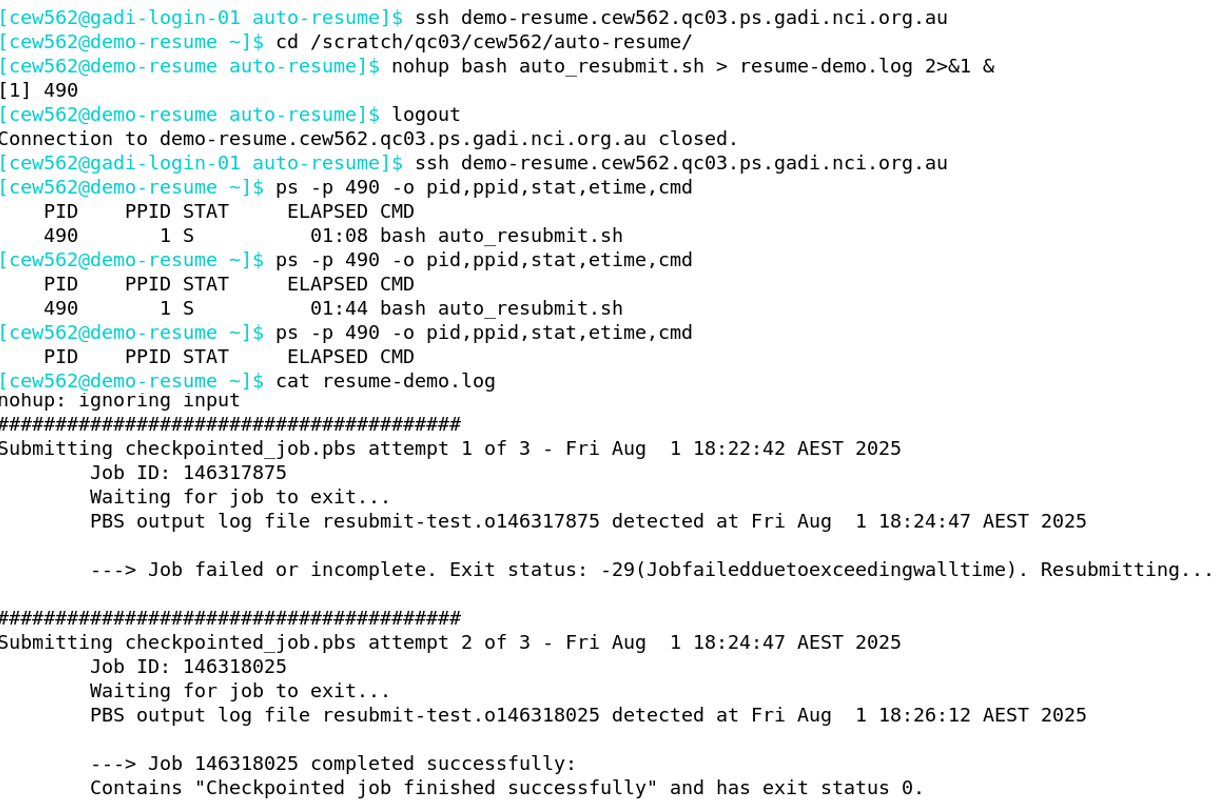 [cew562@gadi-login-01 auto-resume]$ ssh demo-resume.cew562.qc03.ps.gadi.nci.org.au
[cew562@demo-resume ~]$ cd /scratch/qc03/cew562/auto-resume/
[cew562@demo-resume auto-resume]$ nohup bash auto_resubmit.sh > resume-demo.log 2>&1 &
[1] 490
[cew562@demo-resume auto-resume]$ logout
Connection to demo-resume.cew562.qc03.ps.gadi.nci.org.au closed.
[cew562@gadi-login-01 auto-resume]$ ssh demo-resume.cew562.qc03.ps.gadi.nci.org.au
[cew562@demo-resume ~]$ ps -p 490 -o pid,ppid,stat,etime,cmd
    PID    PPID STAT     ELAPSED CMD
    490       1 S          01:08 bash auto_resubmit.sh
[cew562@demo-resume ~]$ ps -p 490 -o pid,ppid,stat,etime,cmd
    PID    PPID STAT     ELAPSED CMD
    490       1 S          01:44 bash auto_resubmit.sh
[cew562@demo-resume ~]$ ps -p 490 -o pid,ppid,stat,etime,cmd
    PID    PPID STAT     ELAPSED CMD
[cew562@demo-resume ~]$ cat resume-demo.log
nohup: ignoring input
########################################
Submitting checkpointed_job.pbs attempt 1 of 3 - Fri Aug  1 18:22:42 AEST 2025
        Job ID: 146317875
        Waiting for job to exit...
        PBS output log file resubmit-test.o146317875 detected at Fri Aug  1 18:24:47 AEST 2025
        ---> Job failed or incomplete. Exit status: -29(Jobfailedduetoexceedingwalltime). Resubmitting...
########################################
Submitting checkpointed_job.pbs attempt 2 of 3 - Fri Aug  1 18:24:47 AEST 2025
        Job ID: 146318025
        Waiting for job to exit...
        PBS output log file resubmit-test.o146318025 detected at Fri Aug  1 18:26:12 AEST 2025
        ---> Job 146318025 completed successfully:
        Contains "Checkpointed job finished successfully" and has exit status 0.